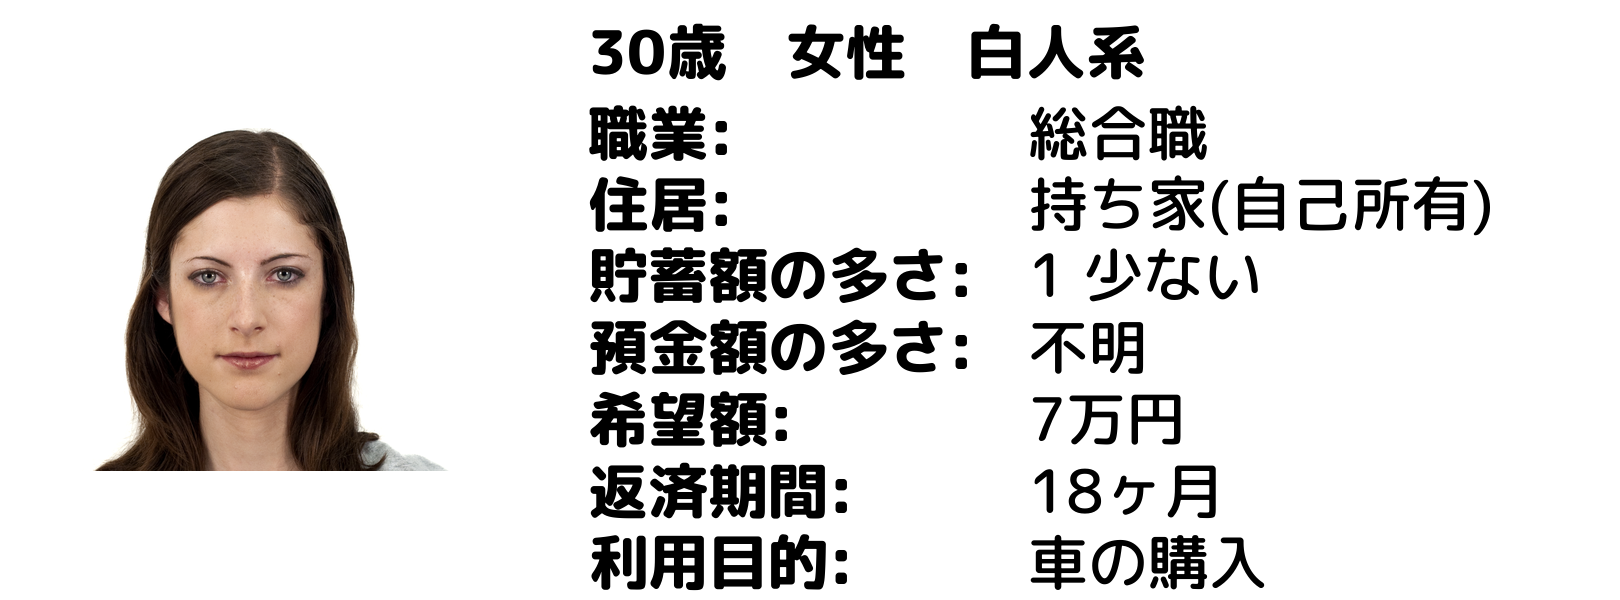 30歳　女性　白人系
職業:　総合職
住居:　持ち家(自己所有)
貯蓄額の多さ:　1 少ない
預金額の多さ:　不明
希望額:　7万円
返済期間:　18ヶ月
利用目的:　車の購入